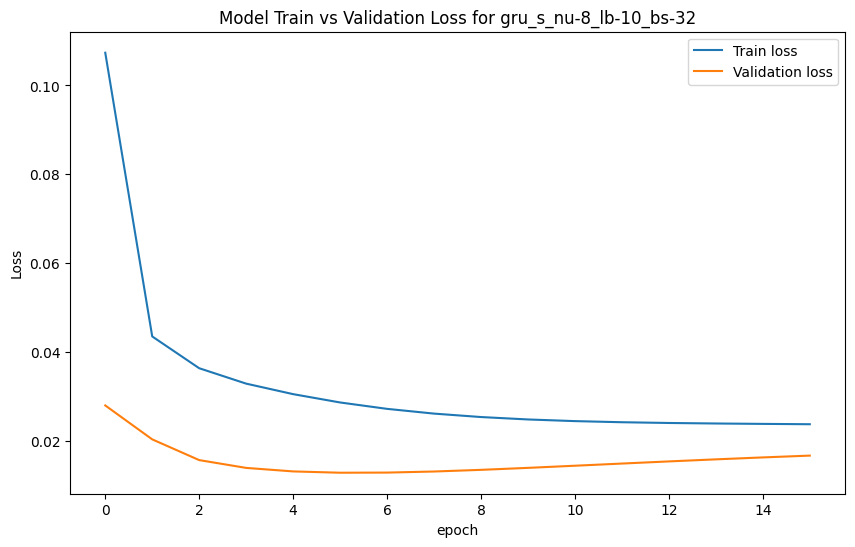 Model Train vs Validation Loss for gru_s_nu-8_lb-10_bs-32
Train loss
Validation loss
0.10
0.08
0.06
0.04
0.02
Loss
0 2 4 6 8 10 12 14
epoch